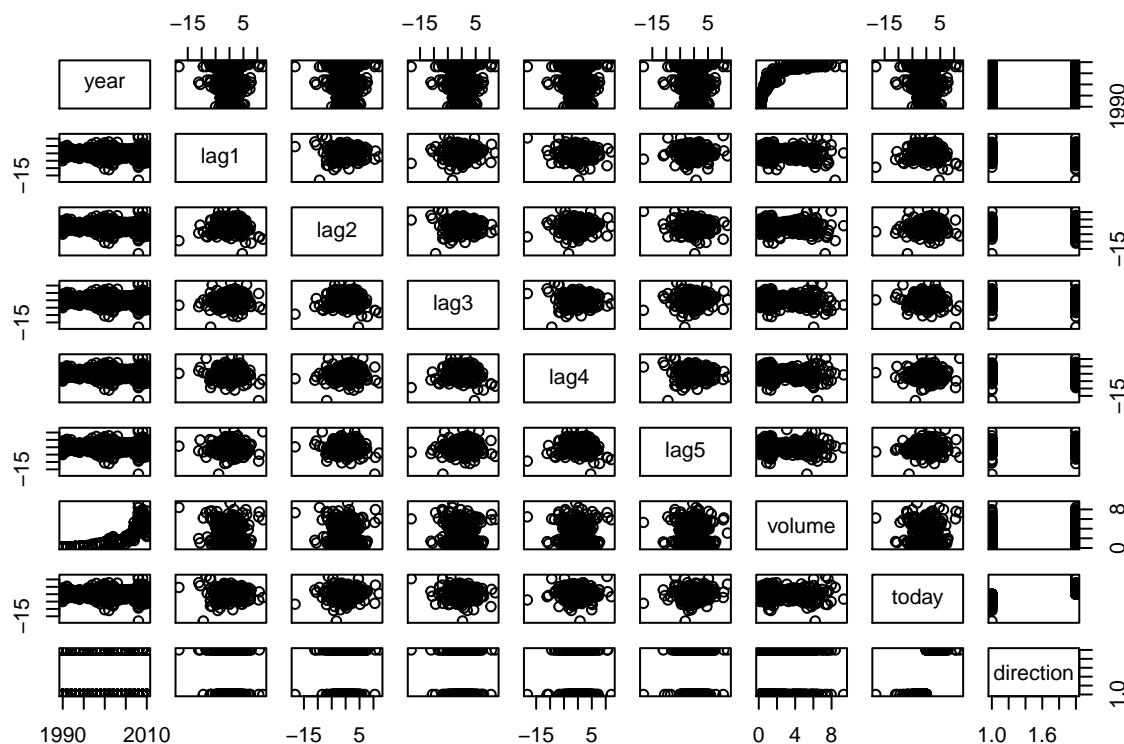 −15 5 −15 5 −15 5 −15 5
year
1990
−15 lag1
lag2 −15
−15 lag3
lag4 −15
−15 lag5
volume 0 8
−15 today
direction 1.0
1990 2010 −15 5 −15 5 0 4 8 1.0 1.6